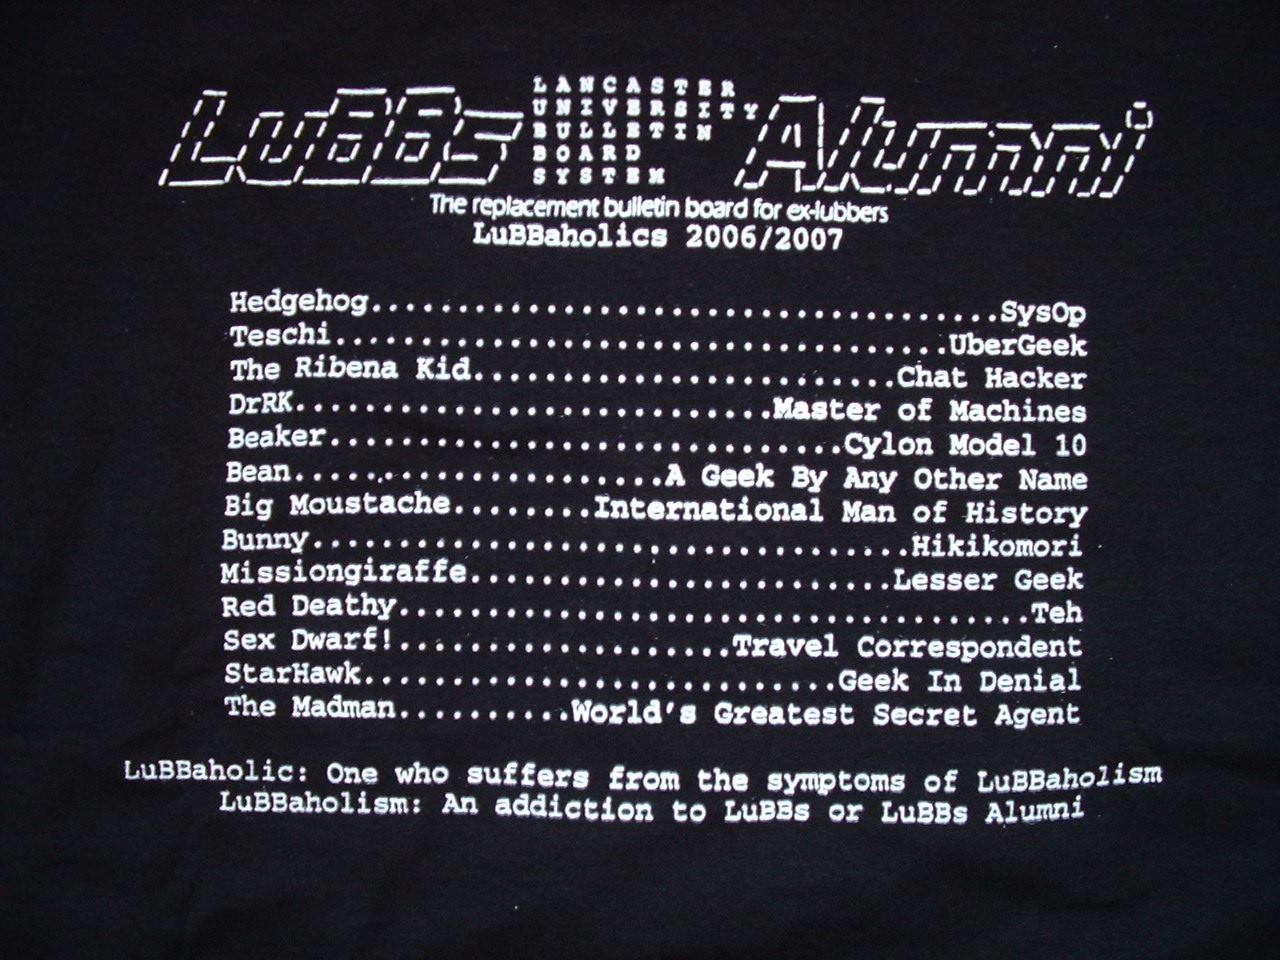 LuBBs LANCASTER UNIVERSITY BULLETIN BOARD SYSTEM Alumni
The replacement bulletin board for ex-lubbers
LuBBaholics 2006/2007
Hedgehog....................................SysOp
Teschi....................................UberGeek
The Ribena Kid.........................Chat Hacker
DrRK............................Master of Machines
Beaker..............................Cylon Model 10
Bean......................A Geek By Any Other Name
Big Moustache........International Man of History
Bunny...................................Hikikomori
Missiongiraffe.........................Lesser Geek
Red Deathy.....................................Teh
Sex Dwarf!...................Travel Correspondent
StarHawk............................Geek In Denial
The Madman..........World's Greatest Secret Agent
LuBBaholic: One who suffers from the symptoms of LuBBaholism
LuBBaholism: An addiction to LuBBs or LuBBs Alumni